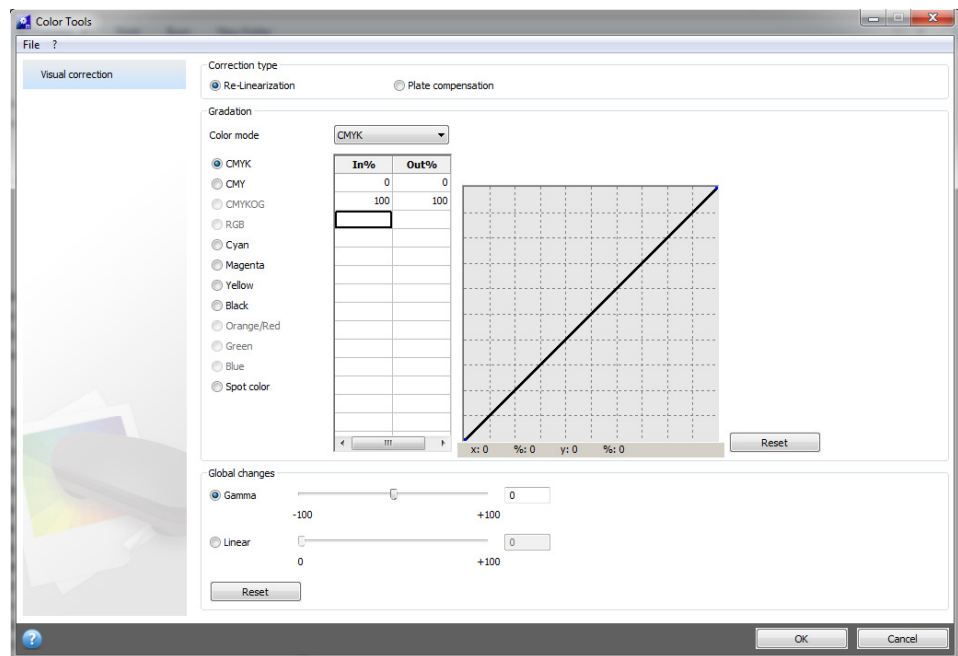 Color Tools
File ?
Visual correction
Correction type
Re-Linearization Plate compensation
Gradation
Color mode CMYK
CMYK
CMY
CMYKOG
RGB
Cyan
Magenta
Yellow
Black
Orange/Red
Green
Blue
Spot color
In% Out%
0 0
100 100
x: 0 %: 0 y: 0 %: 0
Reset
Global changes
Gamma 0
-100 +100
Linear 0
0 +100
Reset
? OK Cancel